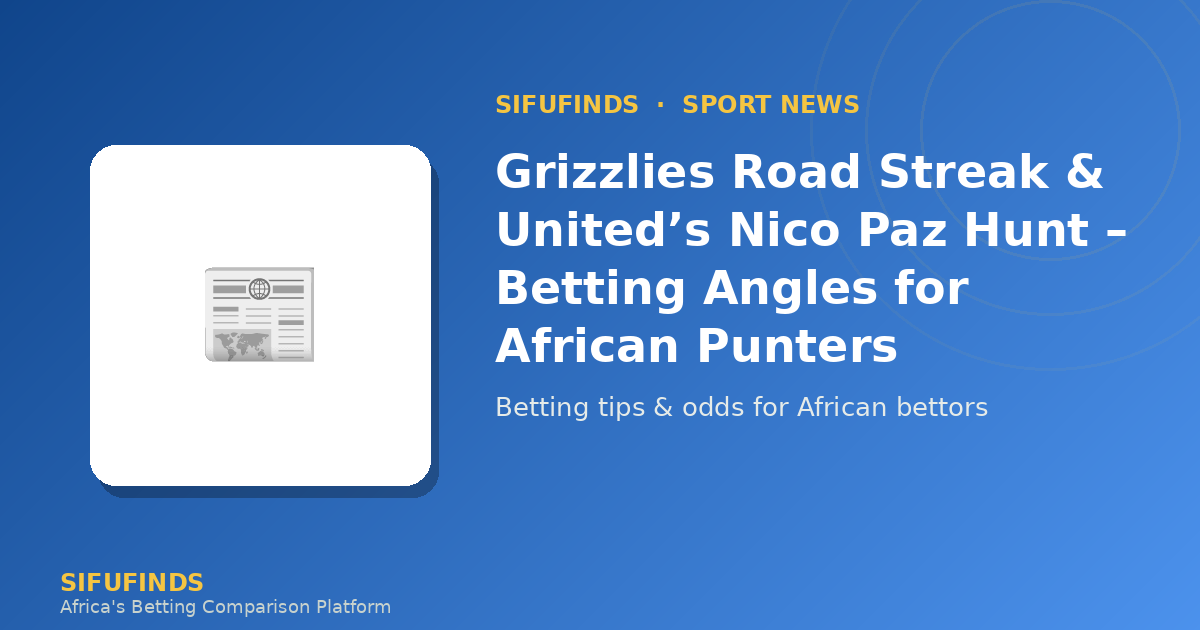 SIFUFINDS · SPORT NEWS
Grizzlies Road Streak &
United’s Nico Paz Hunt –
Betting Angles for
African Punters
Betting tips & odds for African bettors
SIFUFINDS
Africa's Betting Comparison Platform